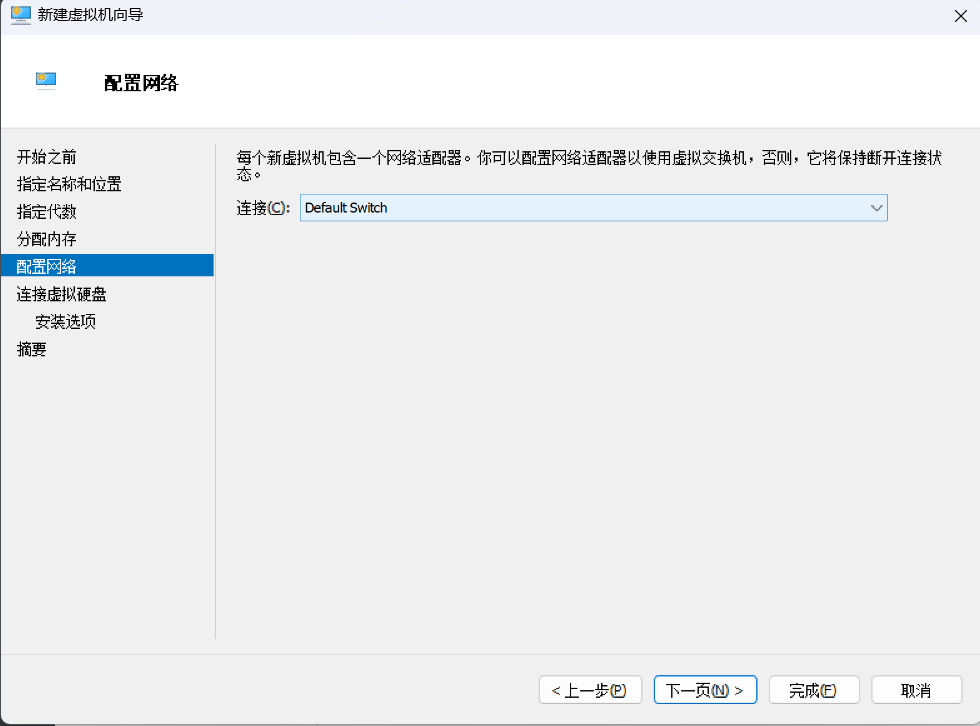 新建虚拟机向导
配置网络
开始之前
指定名称和位置
指定代数
分配内存
配置网络
连接虚拟硬盘
安装选项
摘要
每个新虚拟机包含一个网络适配器。你可以配置网络适配器以使用虚拟交换机，否则，它将保持断开连接状
态。
连接(C): Default Switch
< 上一步(P) 下一页(N) > 完成(F) 取消